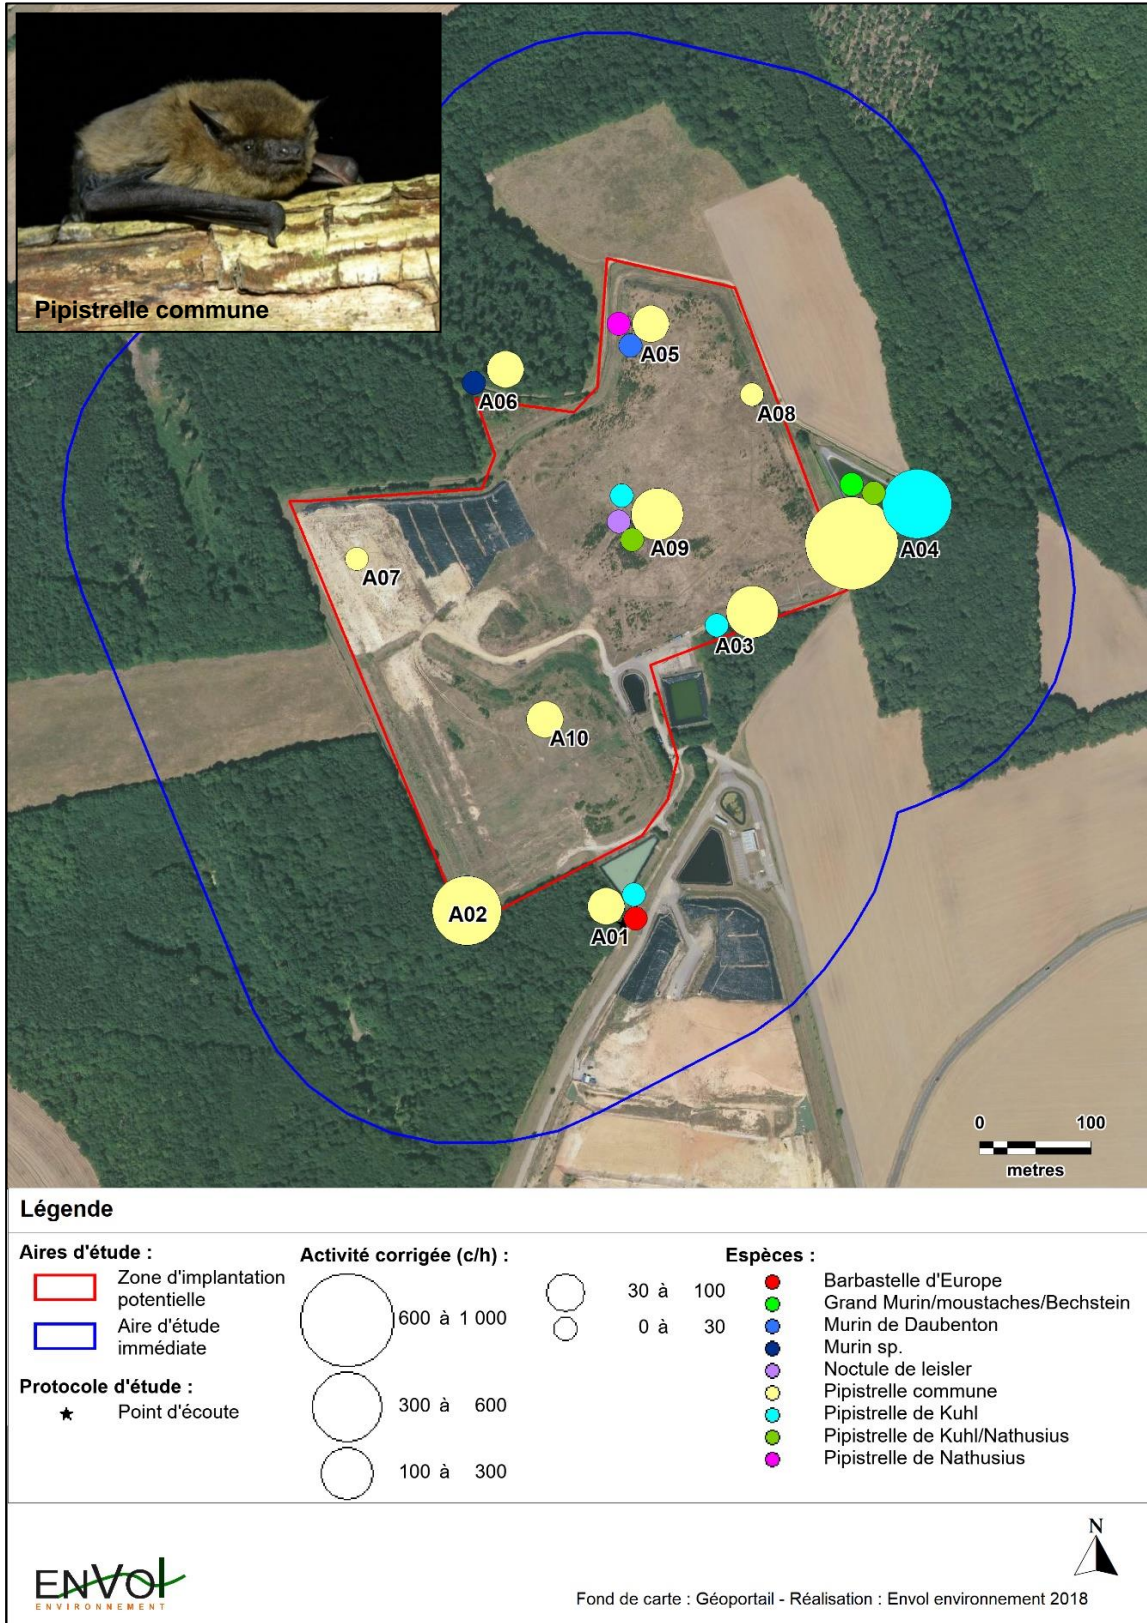 Pipistrelle commune
A05
A06
A08
A04
A09
A07
A03
A10
A02
A01
0 100
metres
Légende
Aires d'étude :
Zone d'implantation
potentielle
Aire d'étude
immédiate
Protocole d'étude :
Point d'écoute
Activité corrigée (c/h) :
600 à 1 000
300 à 600
100 à 300
30 à 100
0 à 30
Espèces :
Barbastelle d'Europe
Grand Murin/moustaches/Bechstein
Murin de Daubenton
Murin sp.
Noctule de leisler
Pipistrelle commune
Pipistrelle de Kuhl
Pipistrelle de Kuhl/Nathusius
Pipistrelle de Nathusius
N
ENVOl
ENVIRONNEMENT
Fond de carte : Géoportail - Réalisation : Envol environnement 2018